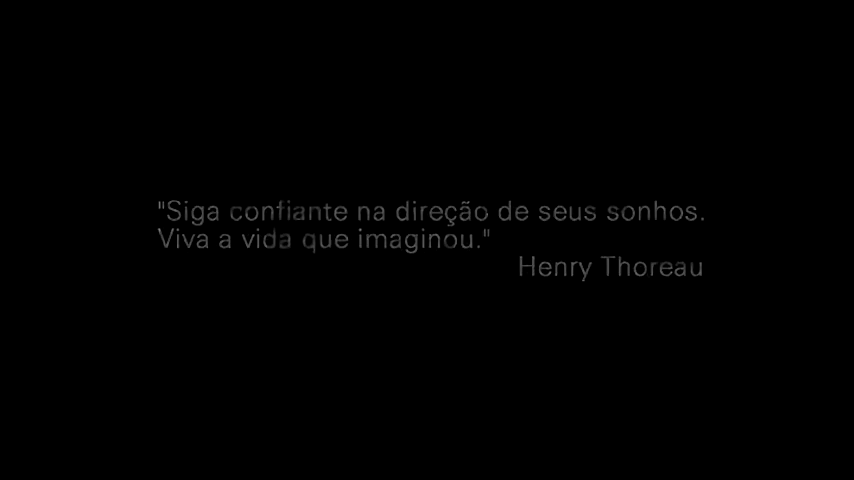 "Siga confiante na direção de seus sonhos.
Viva a vida que imaginou."
Henry Thoreau